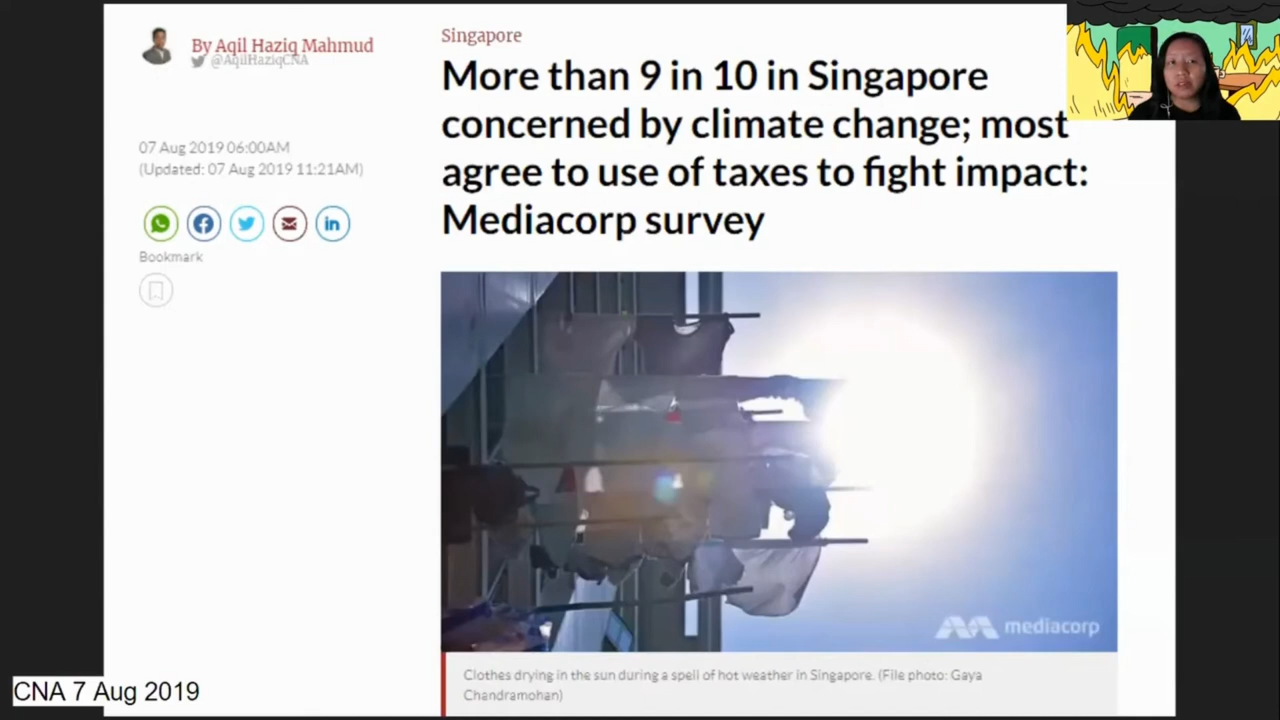 By Aqil Haziq Mahmud
@AqilHaziqCNA
07 Aug 2019 06:00AM
(Updated: 07 Aug 2019 11:21AM)
Bookmark
Singapore
More than 9 in 10 in Singapore
concerned by climate change; most
agree to use of taxes to fight impact:
Mediacorp survey
mediacorp
Clothes drying in the sun during a spell of hot weather in Singapore. (File photo: Gaya
Chandramohan)
CNA 7 Aug 2019